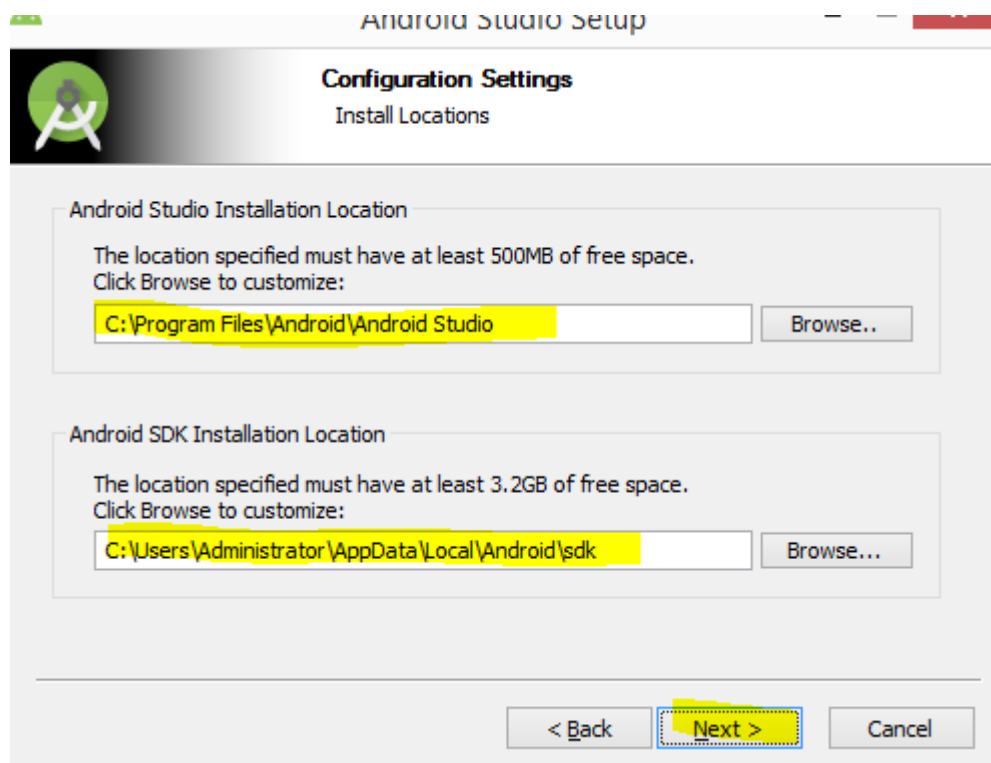 Android Studio Setup
Configuration Settings
Install Locations
Android Studio Installation Location
The location specified must have at least 500MB of free space.
Click Browse to customize:
C:\Program Files\Android\Android Studio
Browse..
Android SDK Installation Location
The location specified must have at least 3.2GB of free space.
Click Browse to customize:
C:\Users\Administrator\AppData\Local\Android\sdk
Browse...
< Back
Next >
Cancel